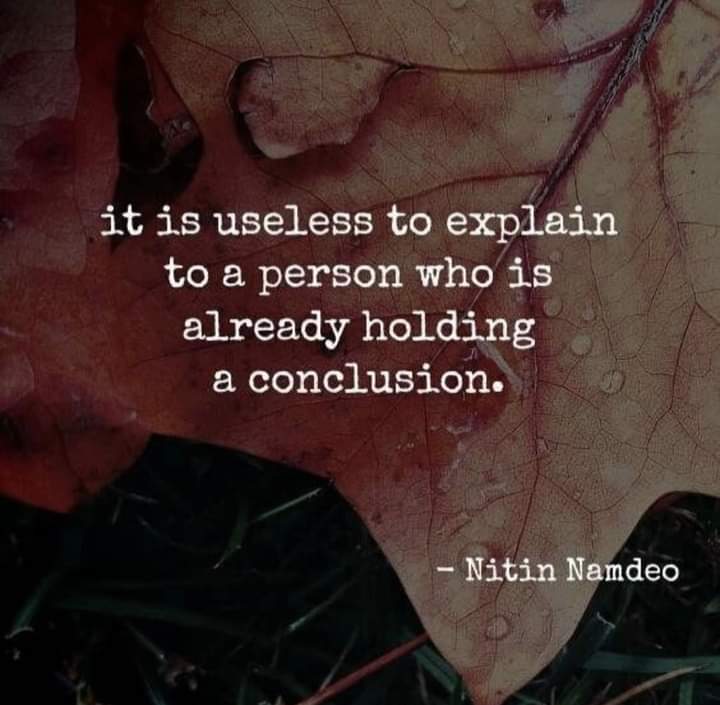 it is useless to explain
to a person who is
already holding
a conclusion.
- Nitin Namdeo